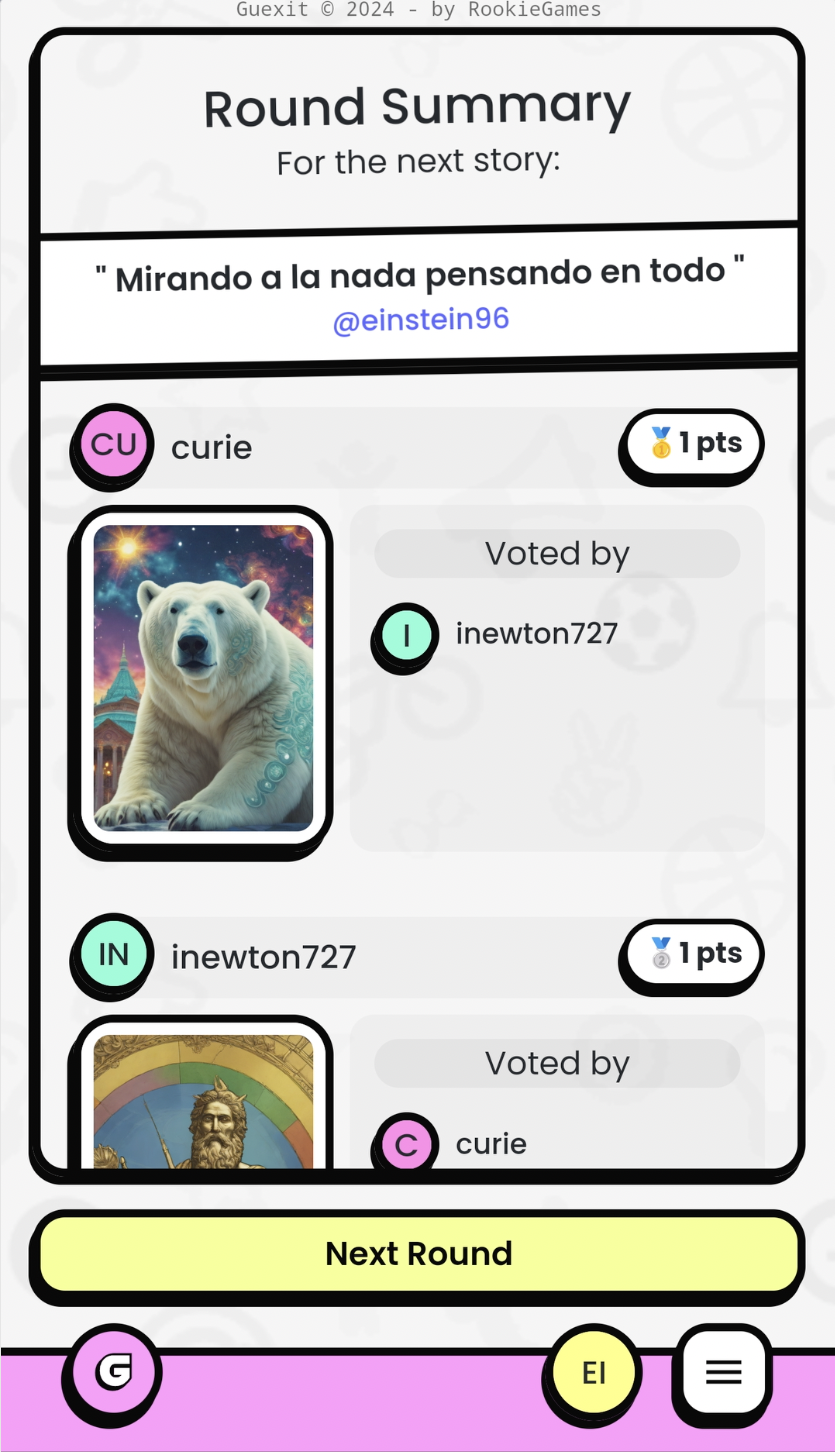 Guexit © 2024 - by RookieGames
Round Summary
For the next story:
" Mirando a la nada pensando en todo "
@einstein96
CU curie 1 pts
Voted by
I inewton727
IN inewton727 2 1 pts
Voted by
C curie
Next Round
G EI